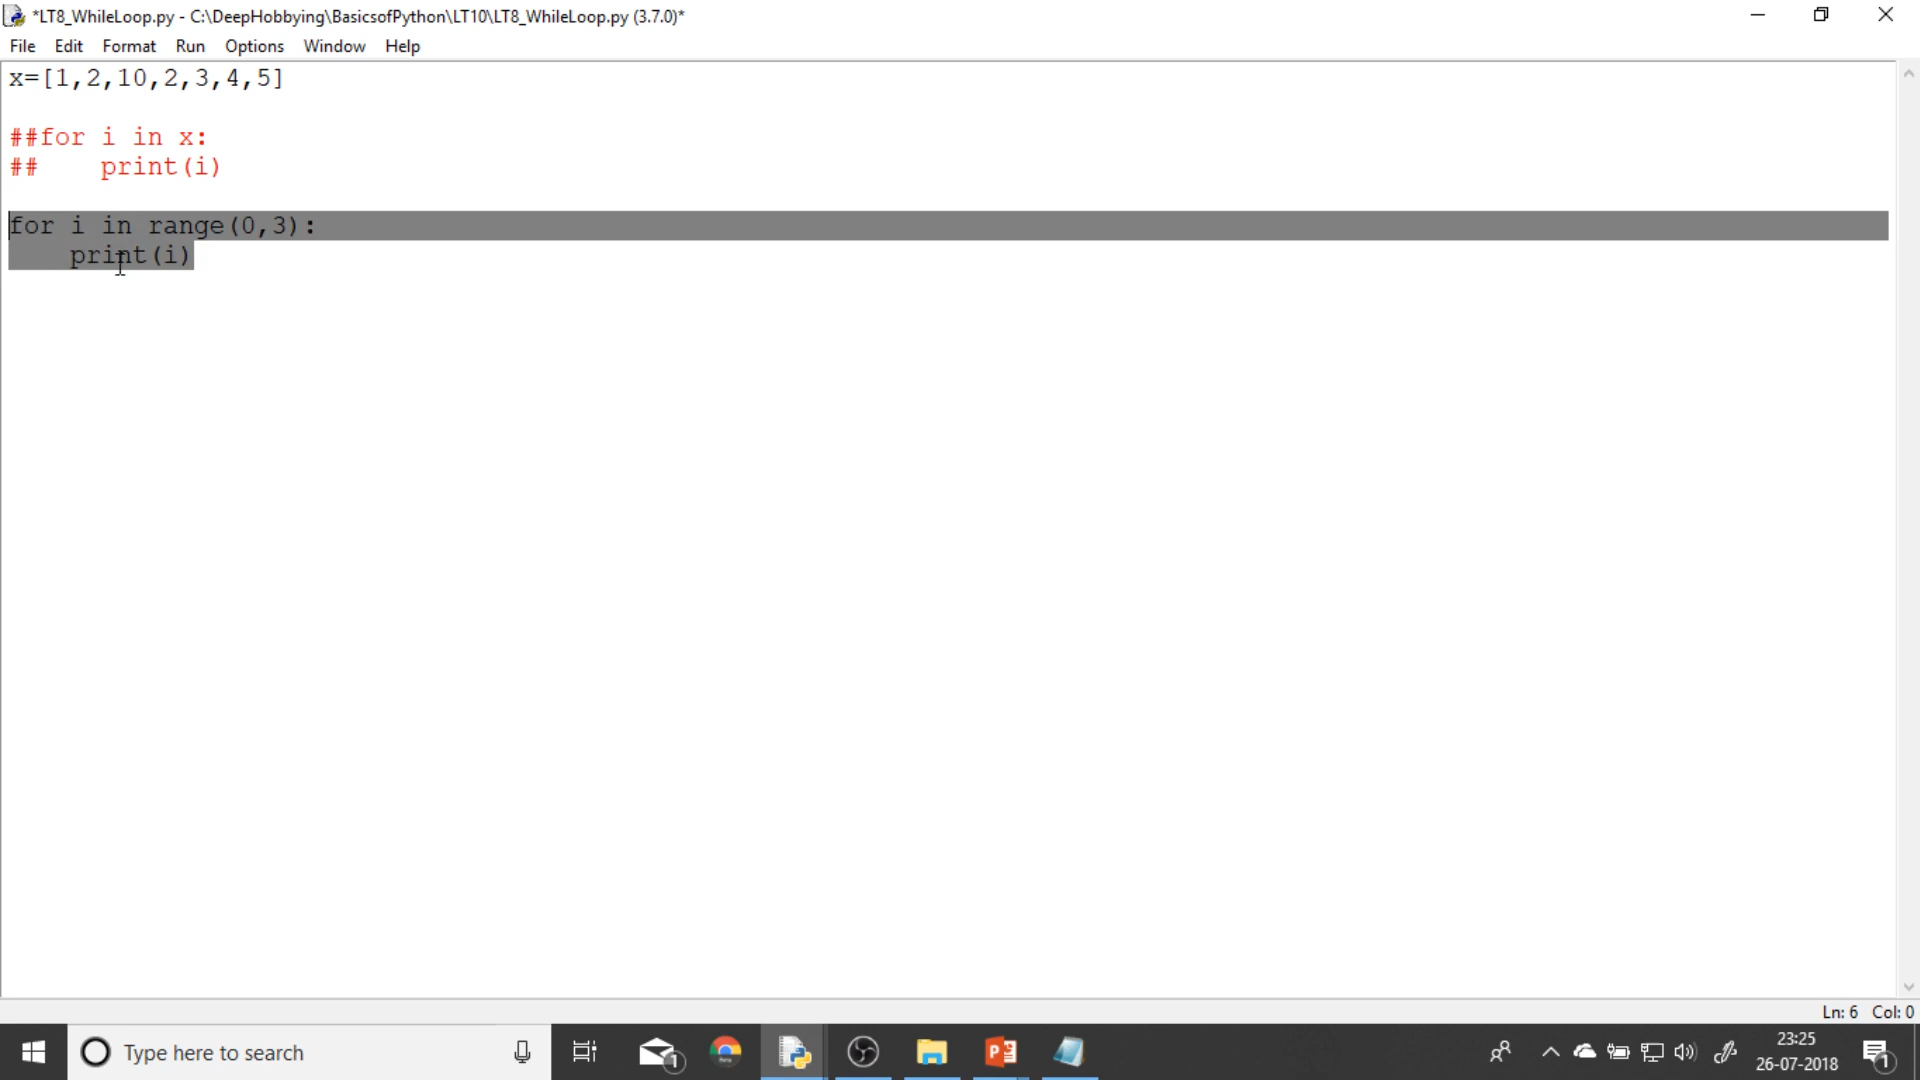 *LT8_WhileLoop.py - C:\DeepHobbying\BasicsofPython\LT10\LT8_WhileLoop.py (3.7.0)*
File Edit Format Run Options Window Help
x=[1,2,10,2,3,4,5]
##for i in x:
##    print(i)
for i in range(0,3):
    print(i)
Ln: 6 Col: 0
Type here to search
1
23:25
26-07-2018
1